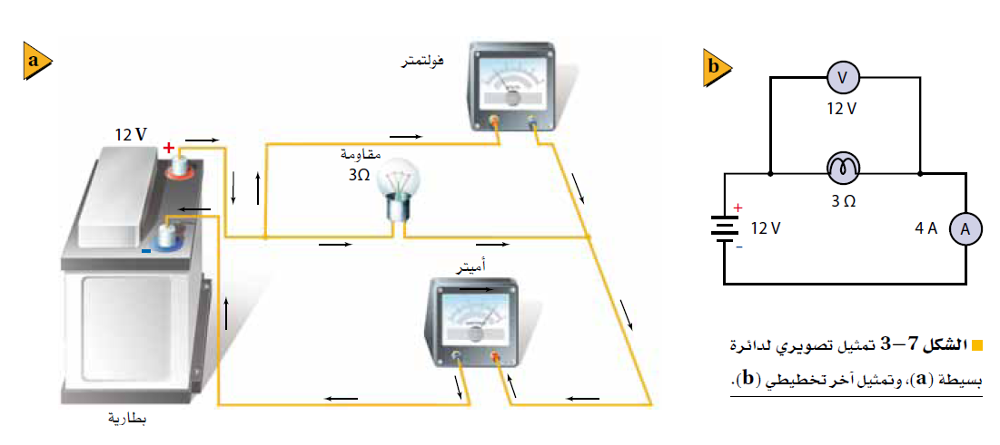 a
فولتمتر
12 V
+
مقاومة
3Ω
-
أميتر
بطارية
b
V
12 V
3 Ω
+
12 V
–
4 A
A
الشكل 7–3 تمثيل تصويري لدائرة
بسيطة (a)، وتمثيل آخر تخطيطي (b).